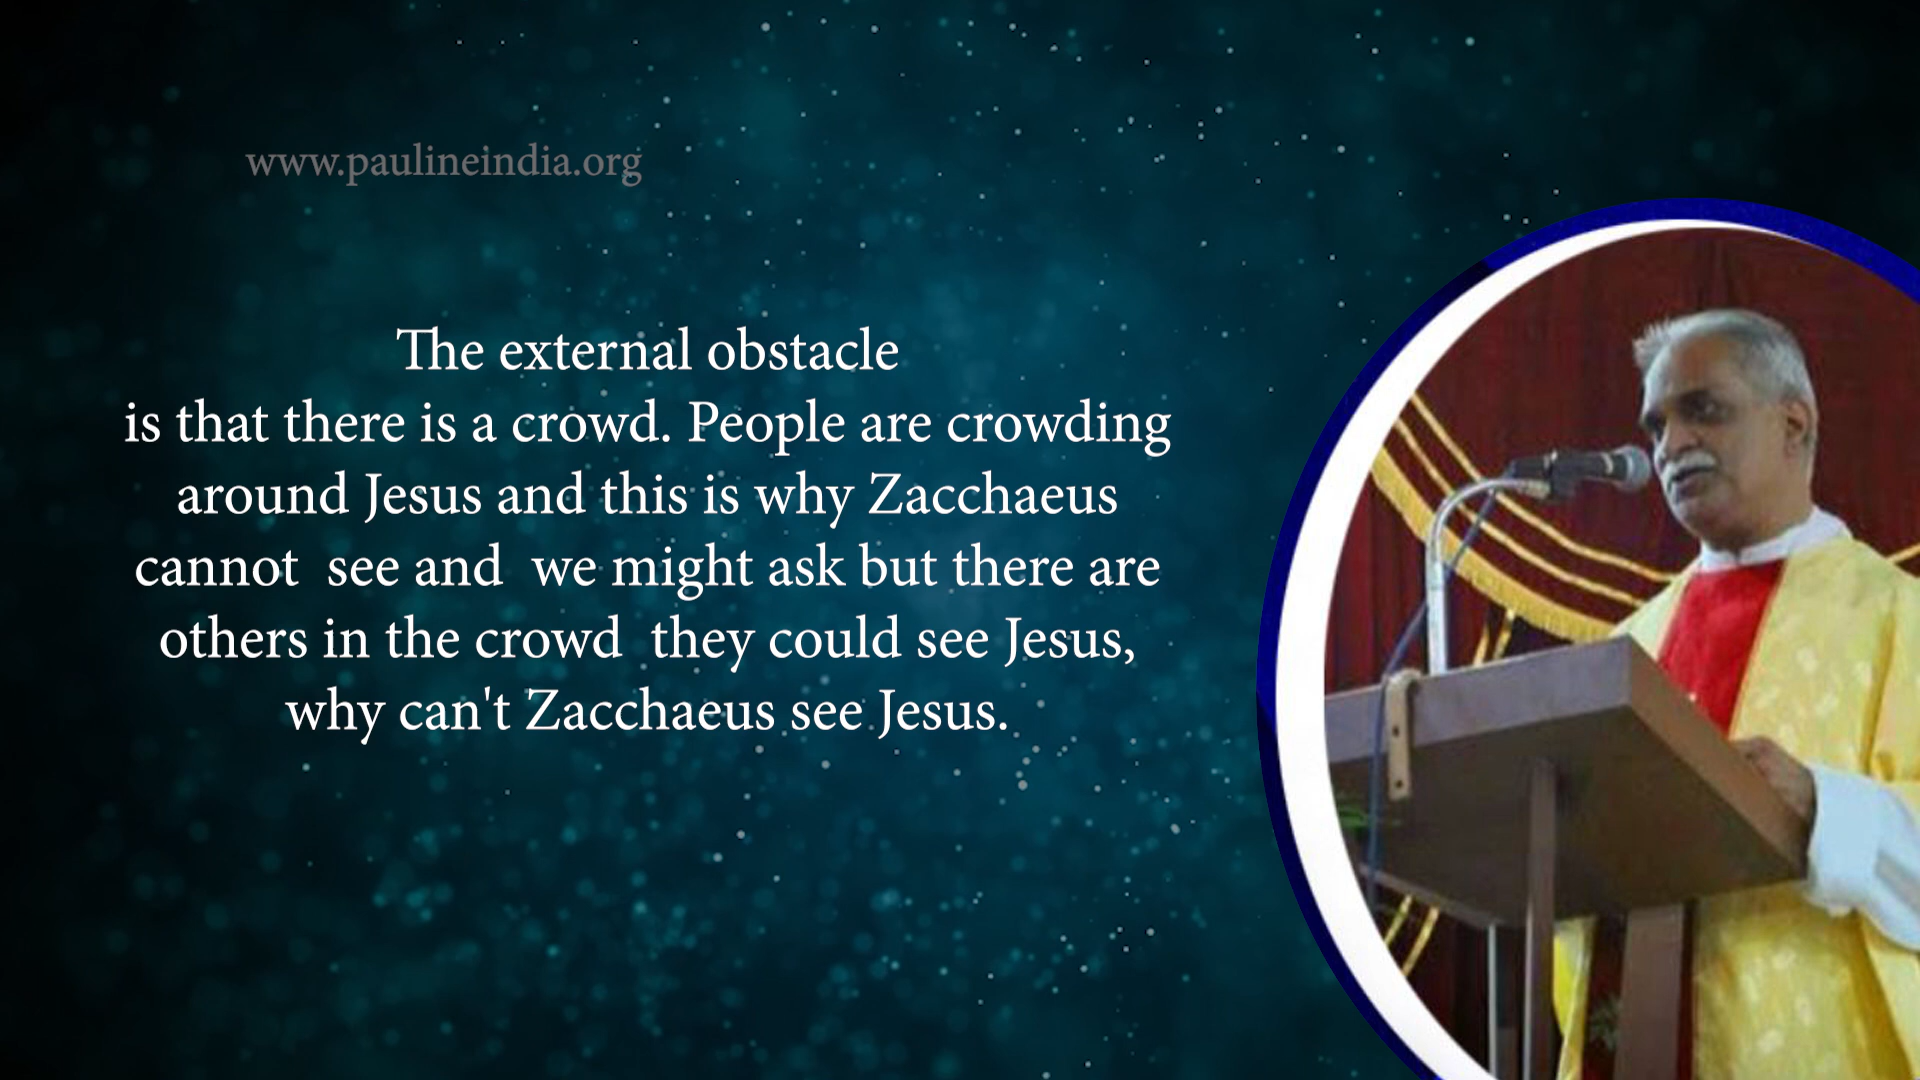 www.paulineindia.org
The external obstacle
is that there is a crowd. People are crowding
around Jesus and this is why Zacchaeus
cannot  see and  we might ask but there are
others in the crowd  they could see Jesus,
why can't Zacchaeus see Jesus.